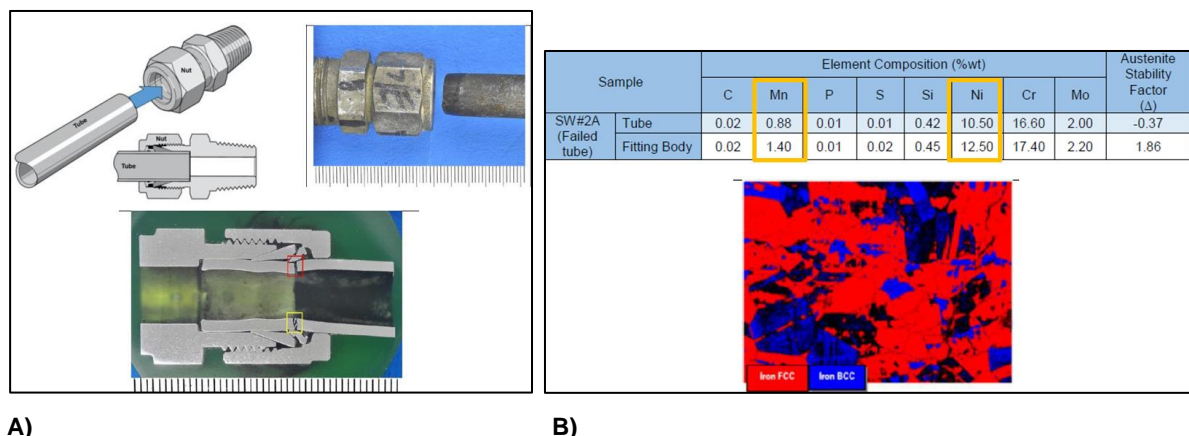 Nut
Tube
Nut
Tube
Sample
Element Composition (%wt)
Austenite
Stability
Factor
(Δ)
C Mn P S Si Ni Cr Mo
SW#2A
(Failed
tube)
Tube 0.02 0.88 0.01 0.01 0.42 10.50 16.60 2.00 -0.37
Fitting Body 0.02 1.40 0.01 0.02 0.45 12.50 17.40 2.20 1.86
Iron FCC Iron BCC
A) B)